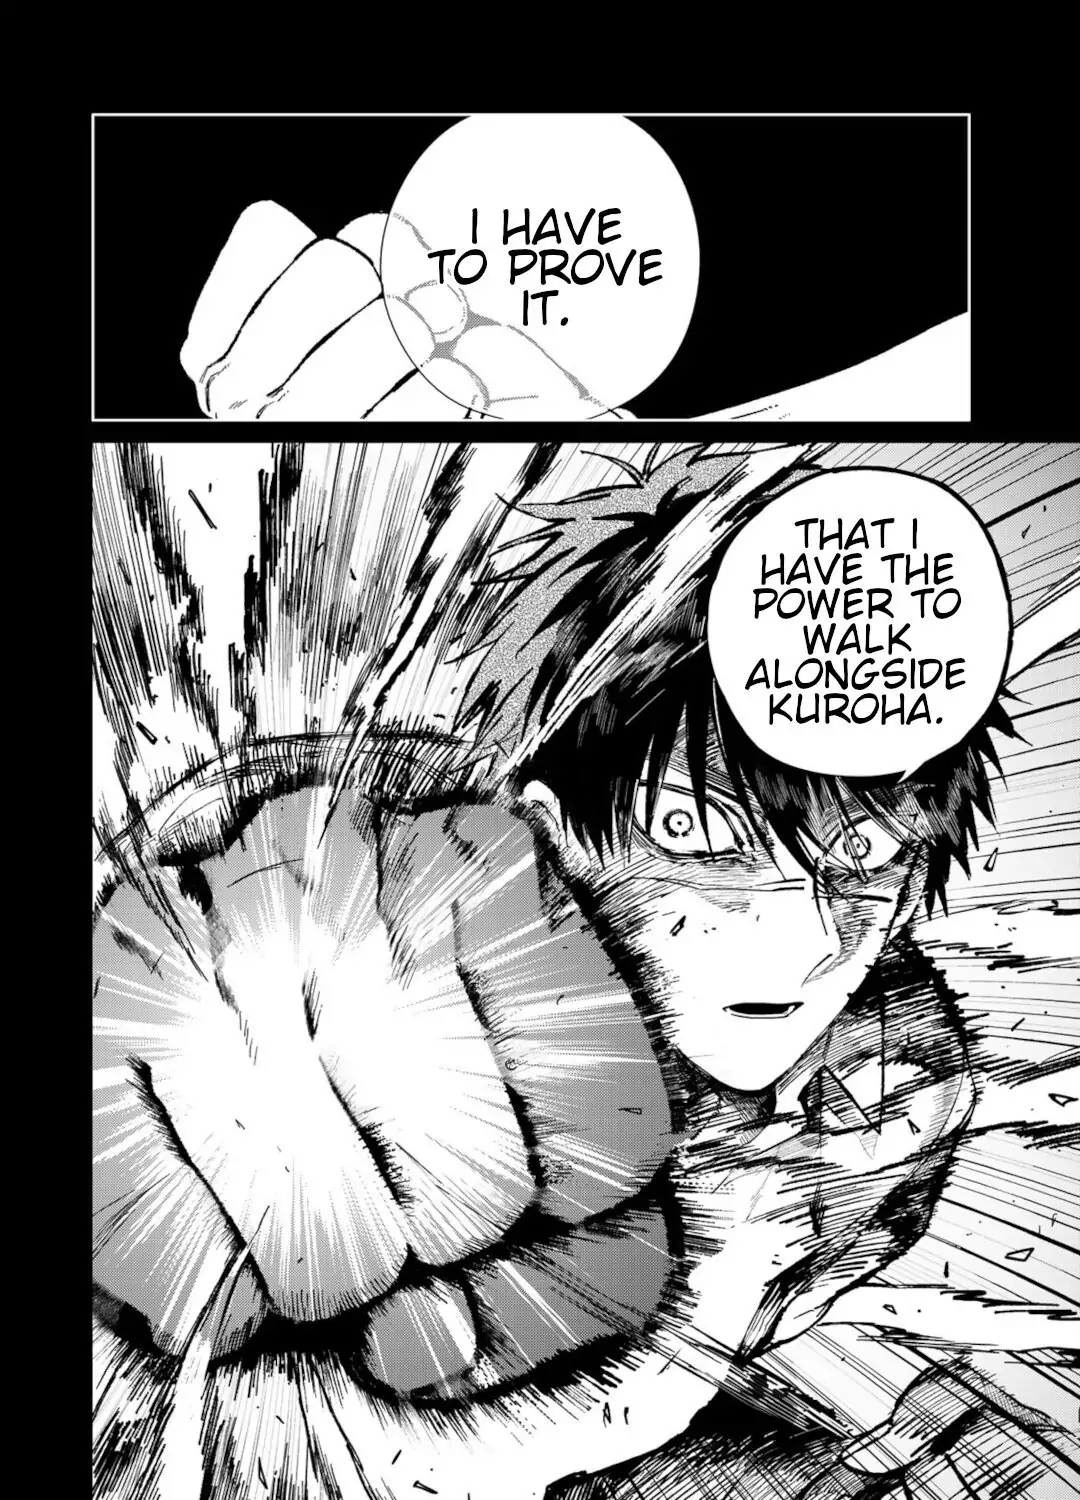 I HAVE
TO PROVE
IT.
THAT I
HAVE THE
POWER TO
WALK
ALONGSIDE
KUROHA.